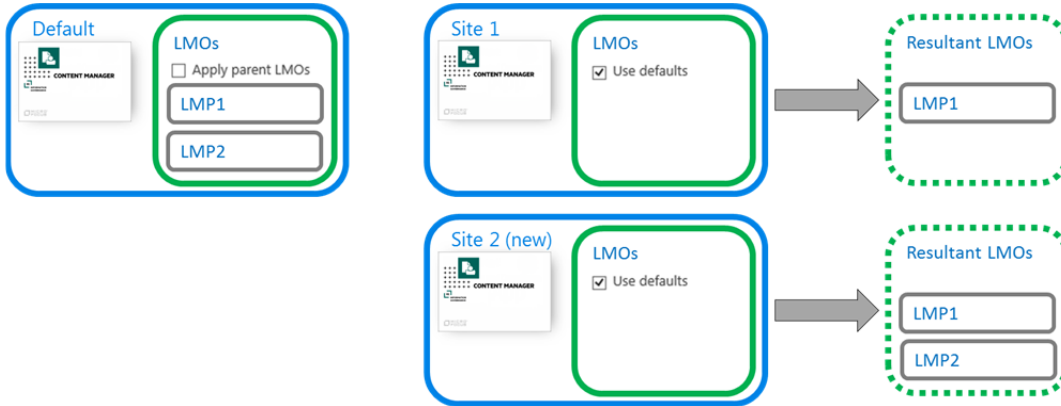 Default
CONTENT MANAGER
LMOs
Apply parent LMOs
LMP1
LMP2
Site 1
CONTENT MANAGER
LMOs
Use defaults
Resultant LMOs
LMP1
Site 2 (new)
CONTENT MANAGER
LMOs
Use defaults
Resultant LMOs
LMP1
LMP2